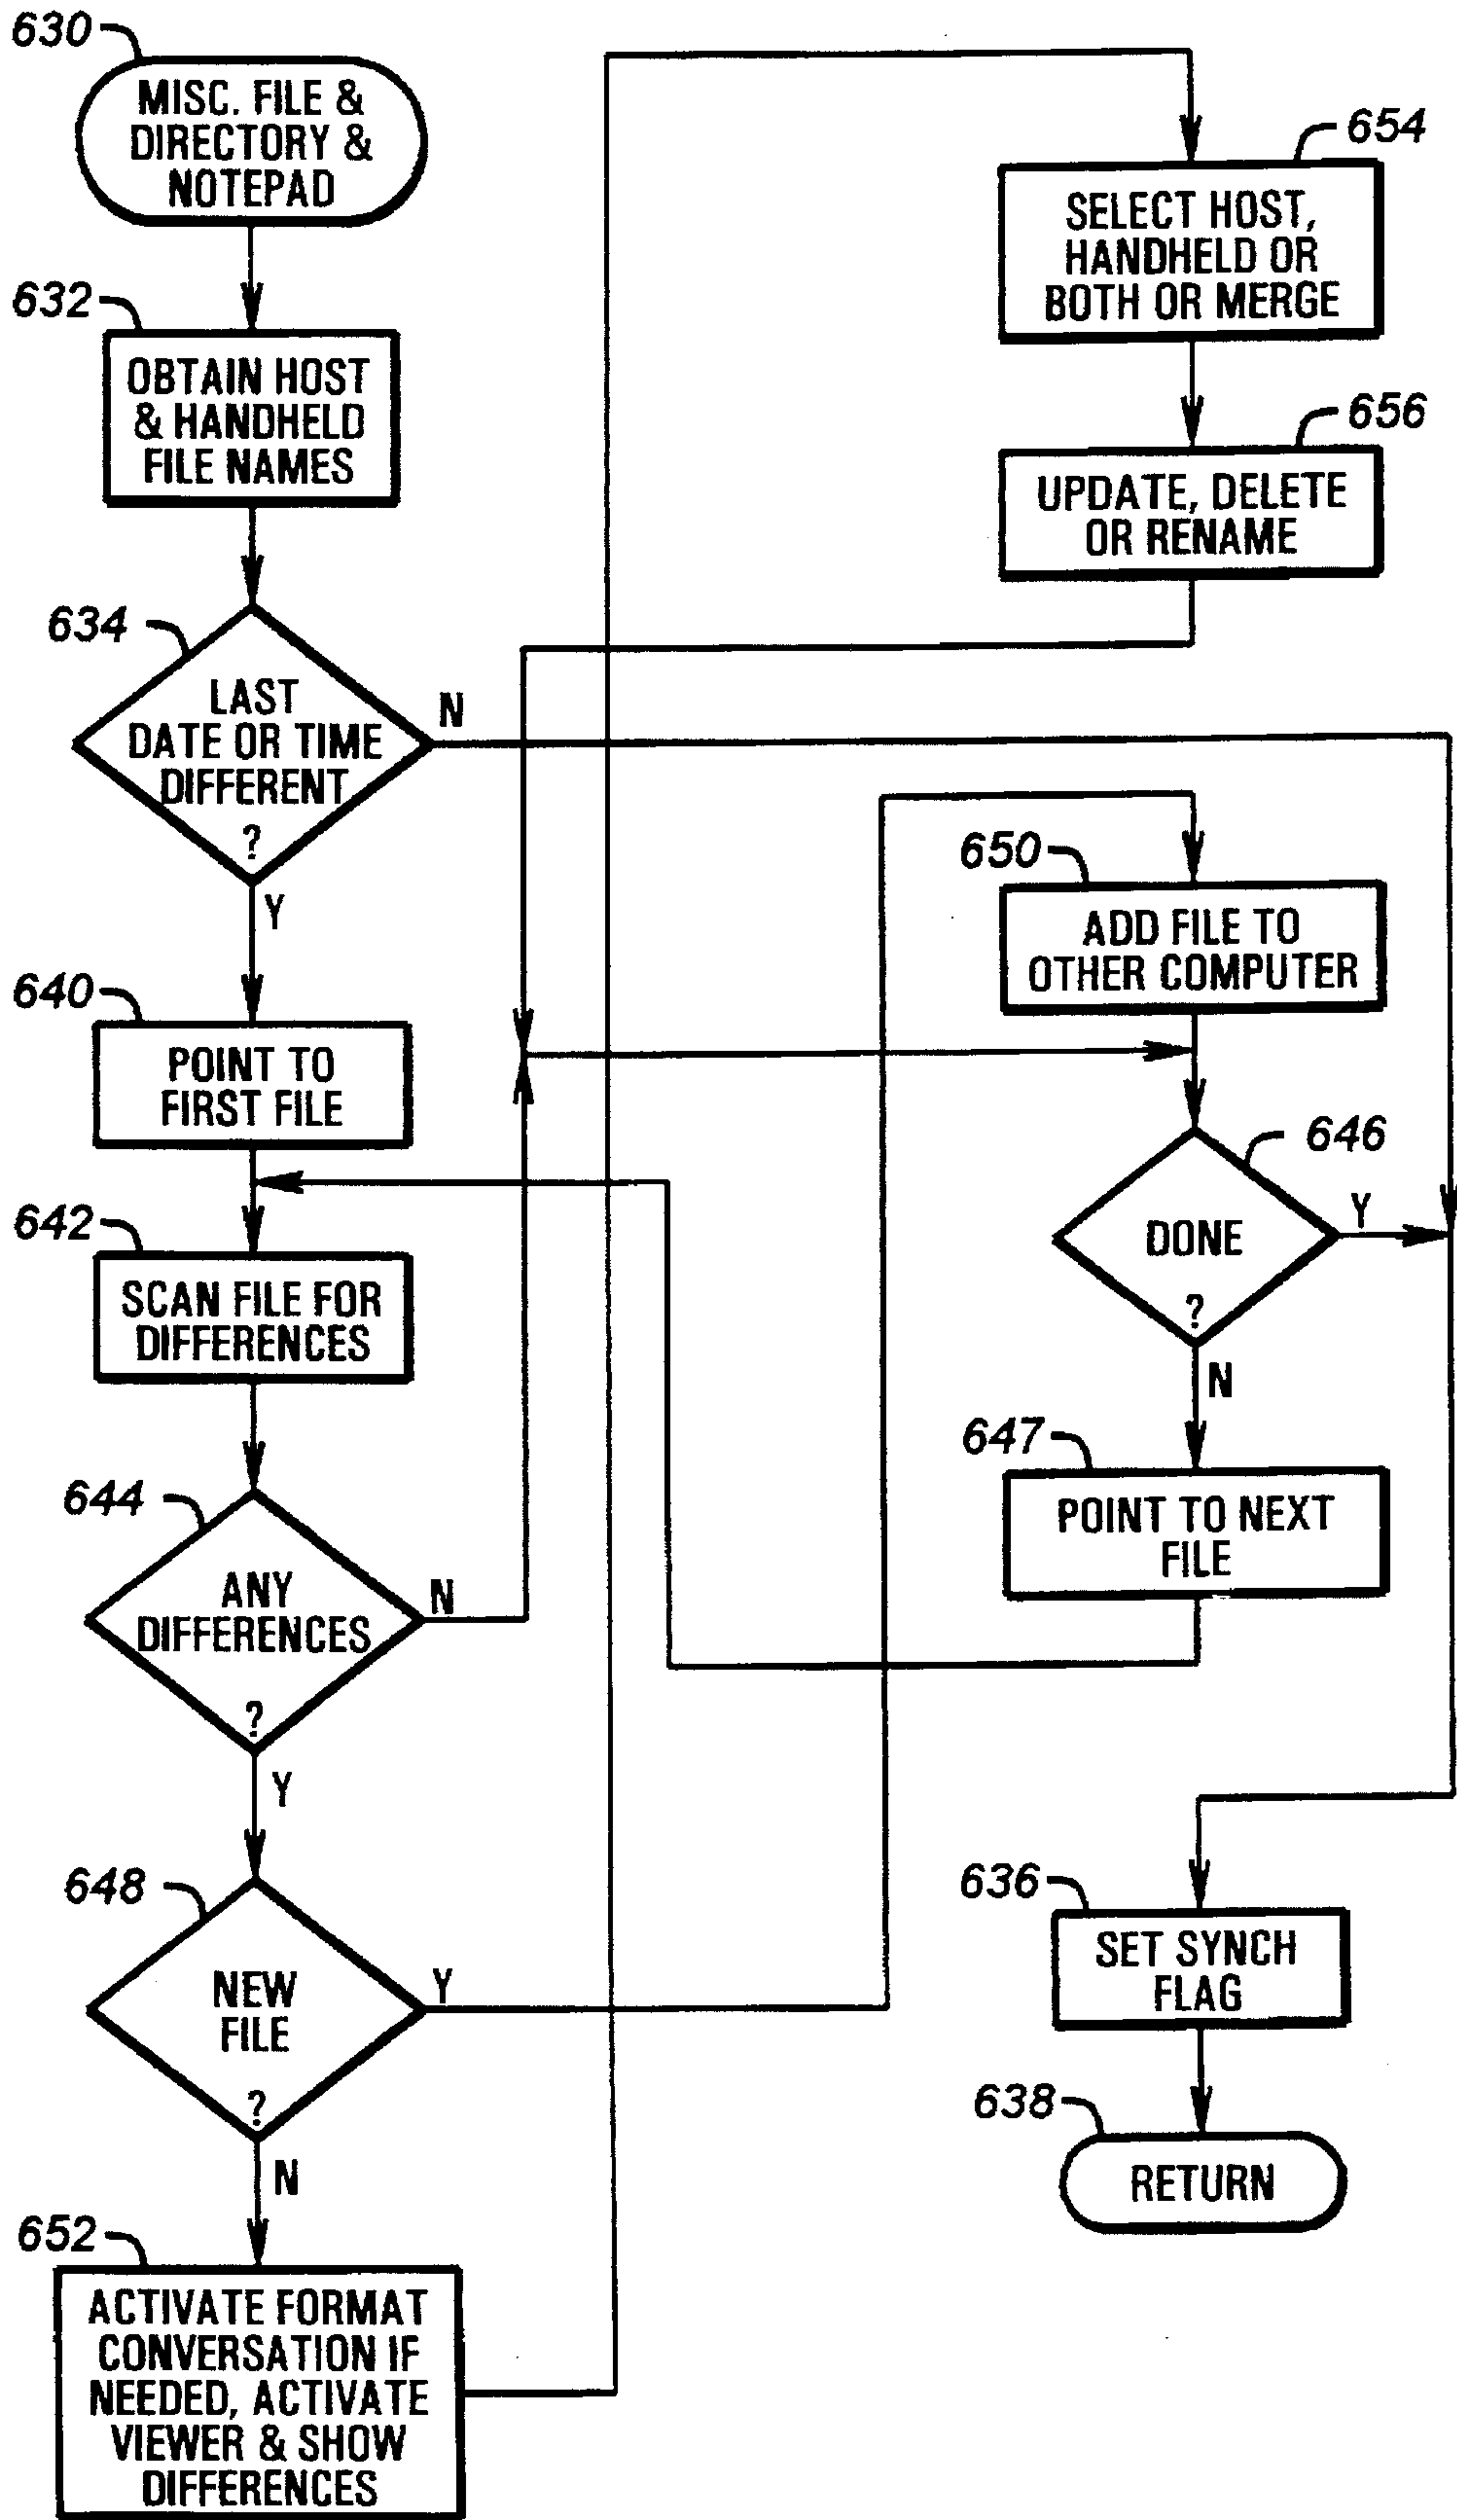 630
MISC. FILE &
DIRECTORY &
NOTEPAD
632
OBTAIN HOST
& HANDHELD
FILE NAMES
634
LAST
DATE OR TIME
DIFFERENT
?
N
Y
640
POINT TO
FIRST FILE
642
SCAN FILE FOR
DIFFERENCES
644
ANY
DIFFERENCES
?
N
Y
648
NEW
FILE
?
Y
N
652
ACTIVATE FORMAT
CONVERSATION IF
NEEDED, ACTIVATE
VIEWER & SHOW
DIFFERENCES
654
SELECT HOST,
HANDHELD OR
BOTH OR MERGE
656
UPDATE, DELETE
OR RENAME
650
ADD FILE TO
OTHER COMPUTER
646
DONE
?
Y
N
647
POINT TO NEXT
FILE
636
SET SYNCH
FLAG
638
RETURN